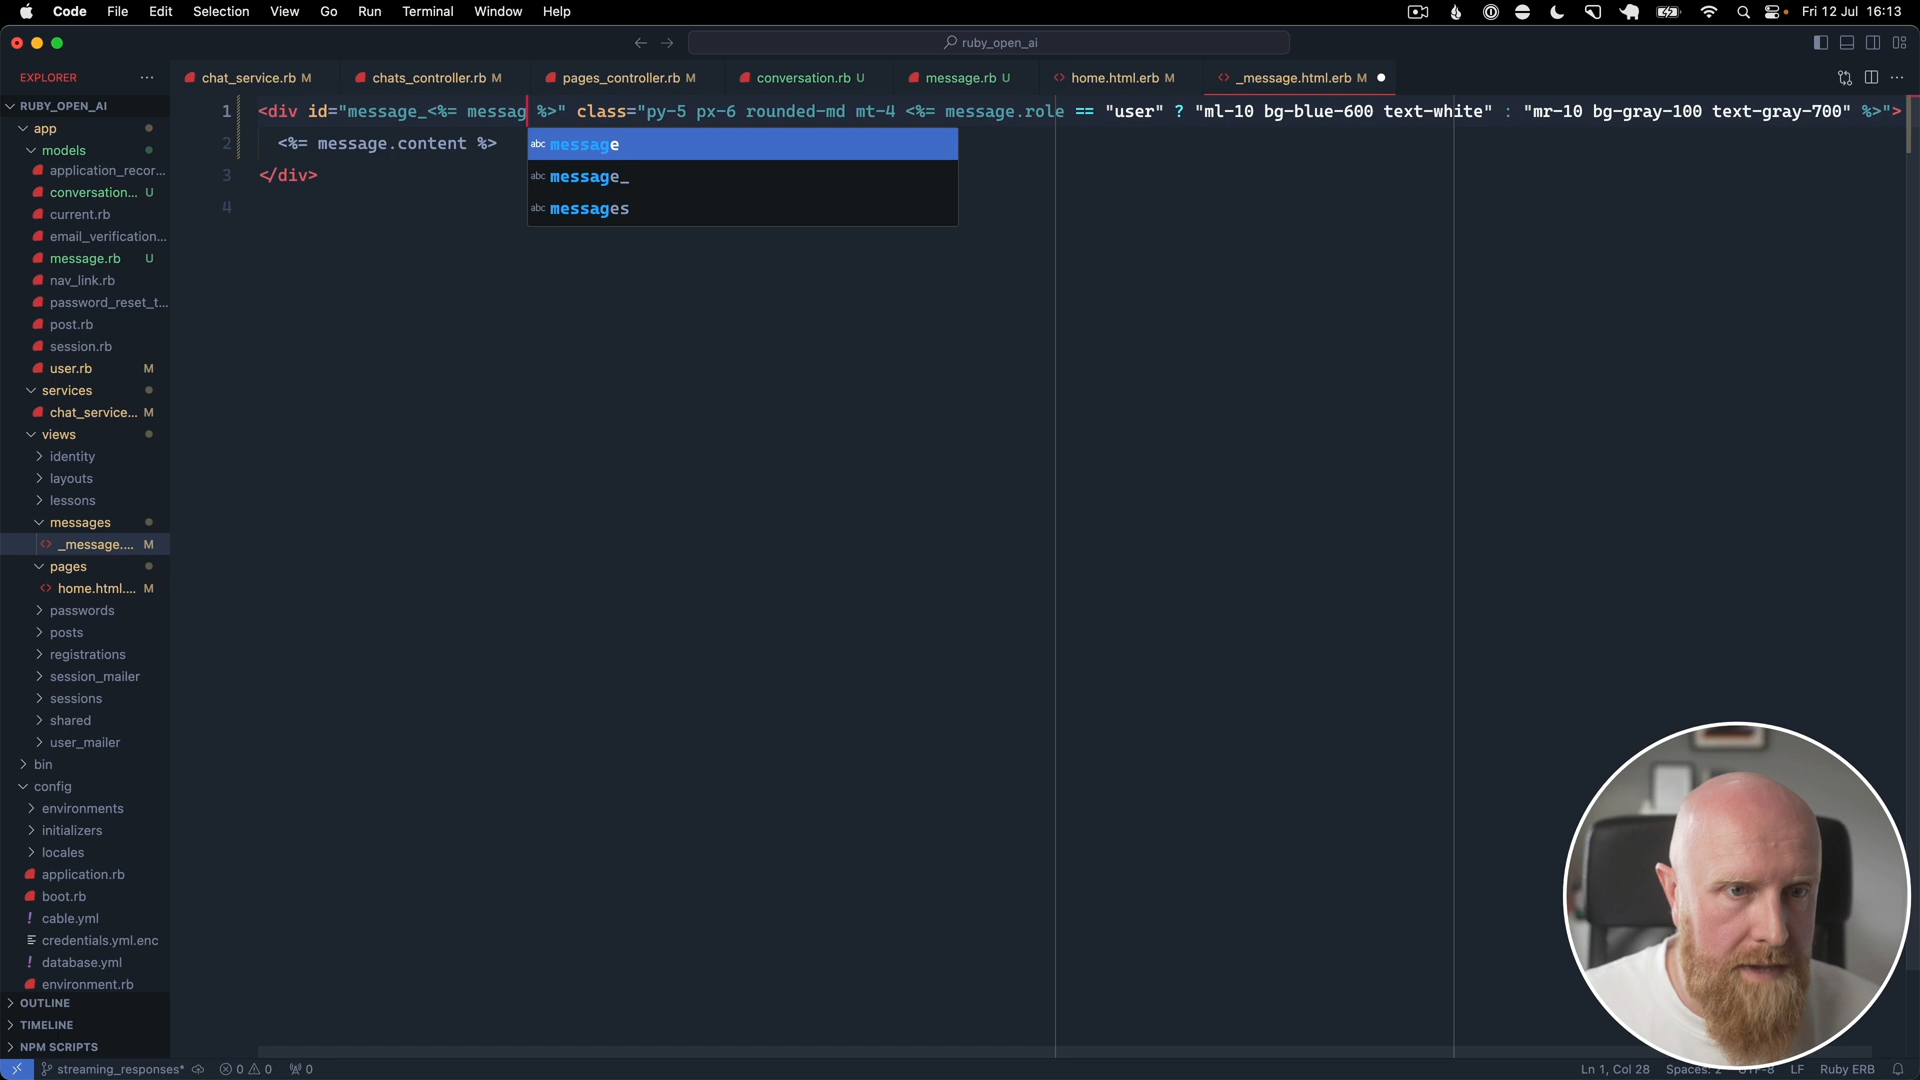 Code File Edit Selection View Go Run Terminal Window Help
Fri 12 Jul 16:13
ruby_open_ai
EXPLORER
chat_service.rb M
chats_controller.rb M
pages_controller.rb M
conversation.rb U
message.rb U
home.html.erb M
_message.html.erb M
RUBY_OPEN_AI
app
models
application_recor...
conversation... U
current.rb
email_verification...
message.rb U
nav_link.rb
password_reset_t...
post.rb
session.rb
user.rb M
services
chat_service... M
views
identity
layouts
lessons
messages
_message.... M
pages
home.html.... M
passwords
posts
registrations
session_mailer
sessions
shared
user_mailer
bin
config
environments
initializers
locales
application.rb
boot.rb
cable.yml
credentials.yml.enc
database.yml
environment.rb
OUTLINE
TIMELINE
NPM SCRIPTS
1 <div id="message_<%= messag %>" class="py-5 px-6 rounded-md mt-4 <%= message.role == "user" ? "ml-10 bg-blue-600 text-white" : "mr-10 bg-gray-100 text-gray-700" %>">
2 <%= message.content %>
3 </div>
4
abc message
abc message_
abc messages
streaming_responses* 0 0 0
Ln 1, Col 28 Spaces: 2 UTF-8 LF Ruby ERB